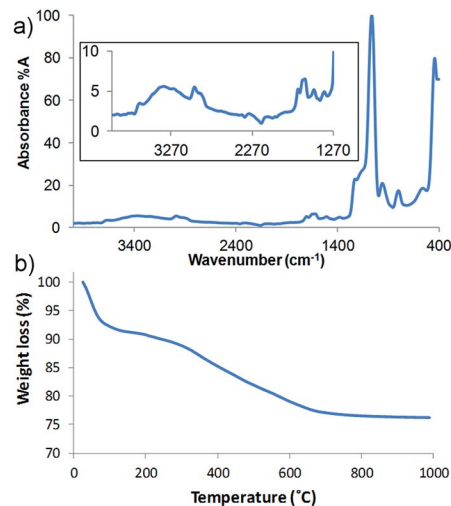 a)
Absorbance %A
100
80
60
40
20
0
10
5
0
3270 2270 1270
3400 2400 1400 400
Wavenumber (cm-1)
b)
Weight loss (%)
100
95
90
85
80
75
70
0 200 400 600 800 1000
Temperature (˚C)